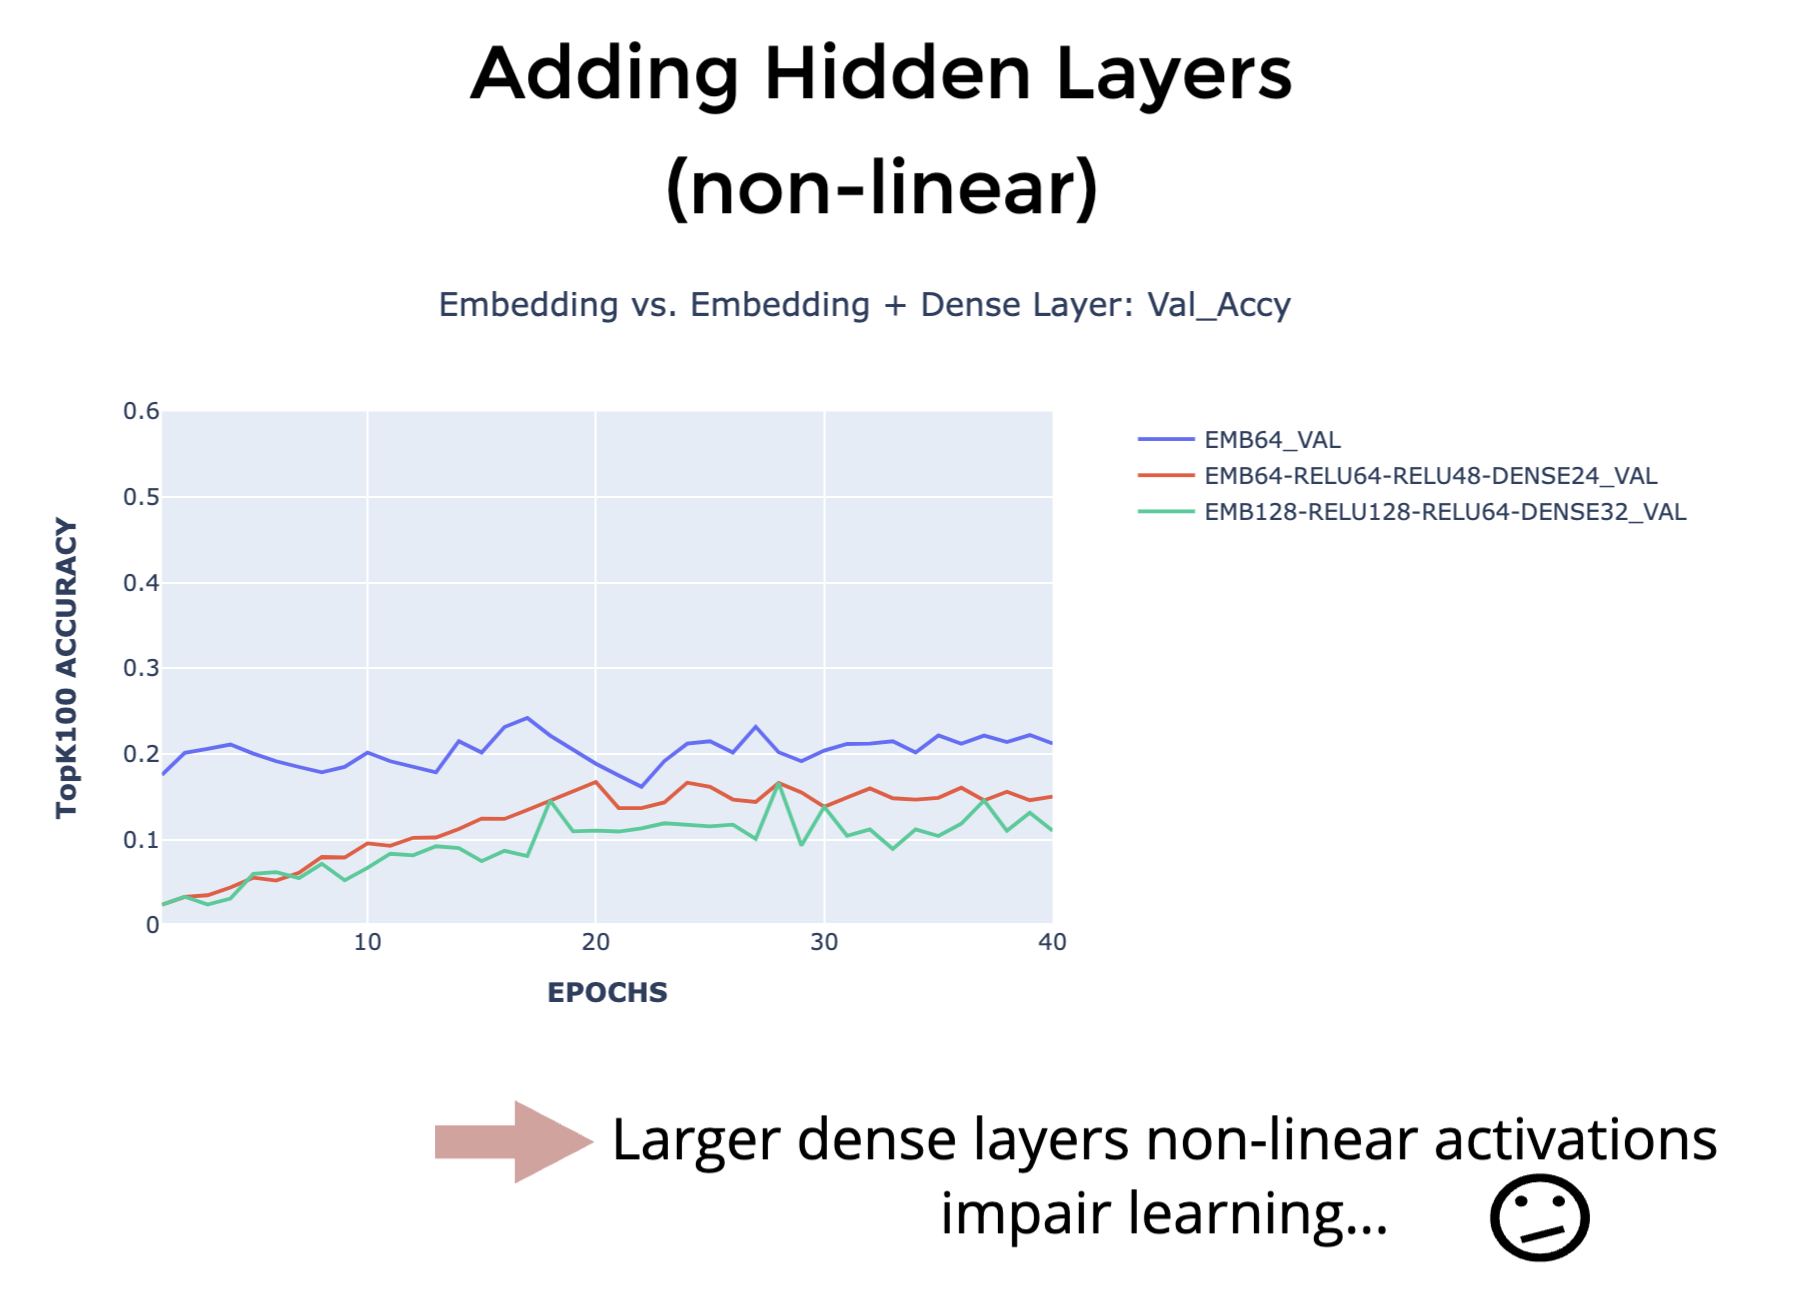 Adding Hidden Layers
(non-linear)
Embedding vs. Embedding + Dense Layer: Val_Accy
TopK100 ACCURACY
0.6
0.5
0.4
0.3
0.2
0.1
0
10
20
30
40
EPOCHS
EMB64_VAL
EMB64-RELU64-RELU48-DENSE24_VAL
EMB128-RELU128-RELU64-DENSE32_VAL
Larger dense layers non-linear activations
impair learning...